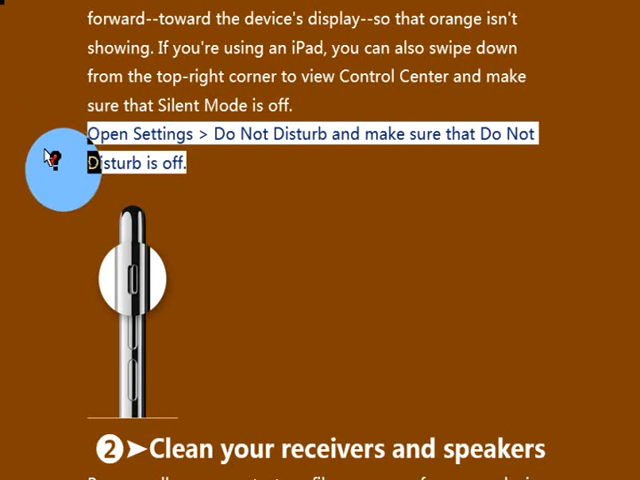 forward--toward the device's display--so that orange isn't
showing. If you're using an iPad, you can also swipe down
from the top-right corner to view Control Center and make
sure that Silent Mode is off.
Open Settings > Do Not Disturb and make sure that Do Not
Disturb is off.
2➤Clean your receivers and speakers